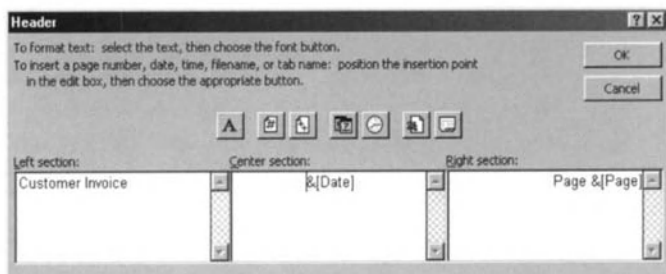 Header
To format text: select the text, then choose the font button.
To insert a page number, date, time, filename, or tab name: position the insertion point
in the edit box, then choose the appropriate button.
OK
Cancel
A
Left section:
Center section:
Right section:
Customer Invoice
&[Date]
Page &[Page]